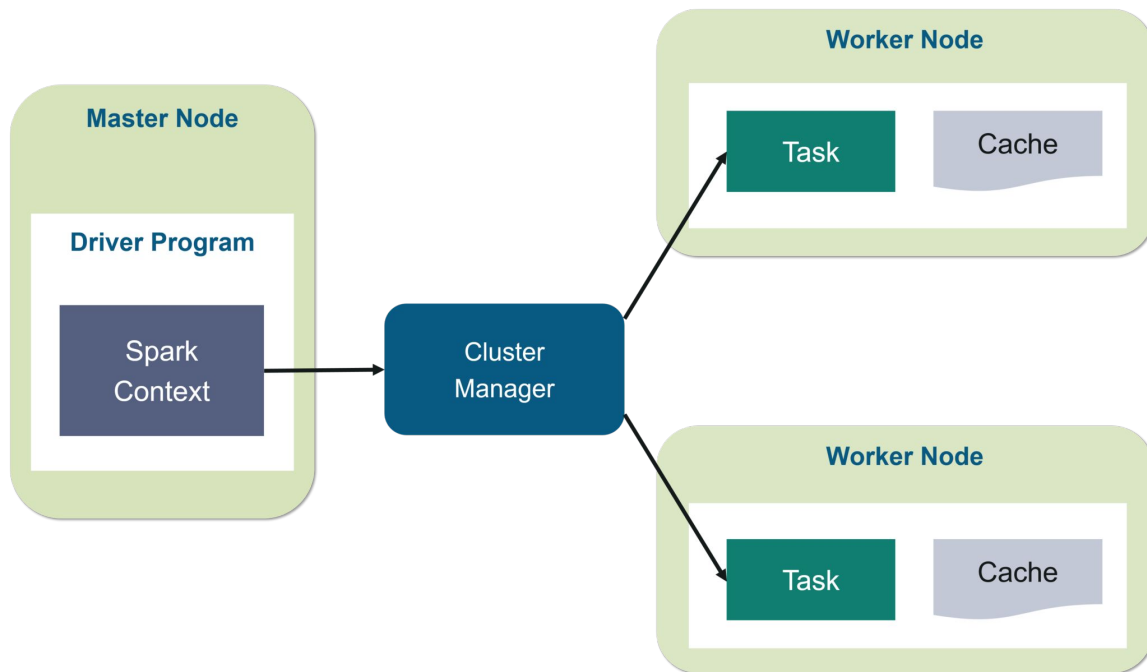 Master Node
Driver Program
Spark
Context
Cluster
Manager
Worker Node
Task
Cache
Worker Node
Task
Cache